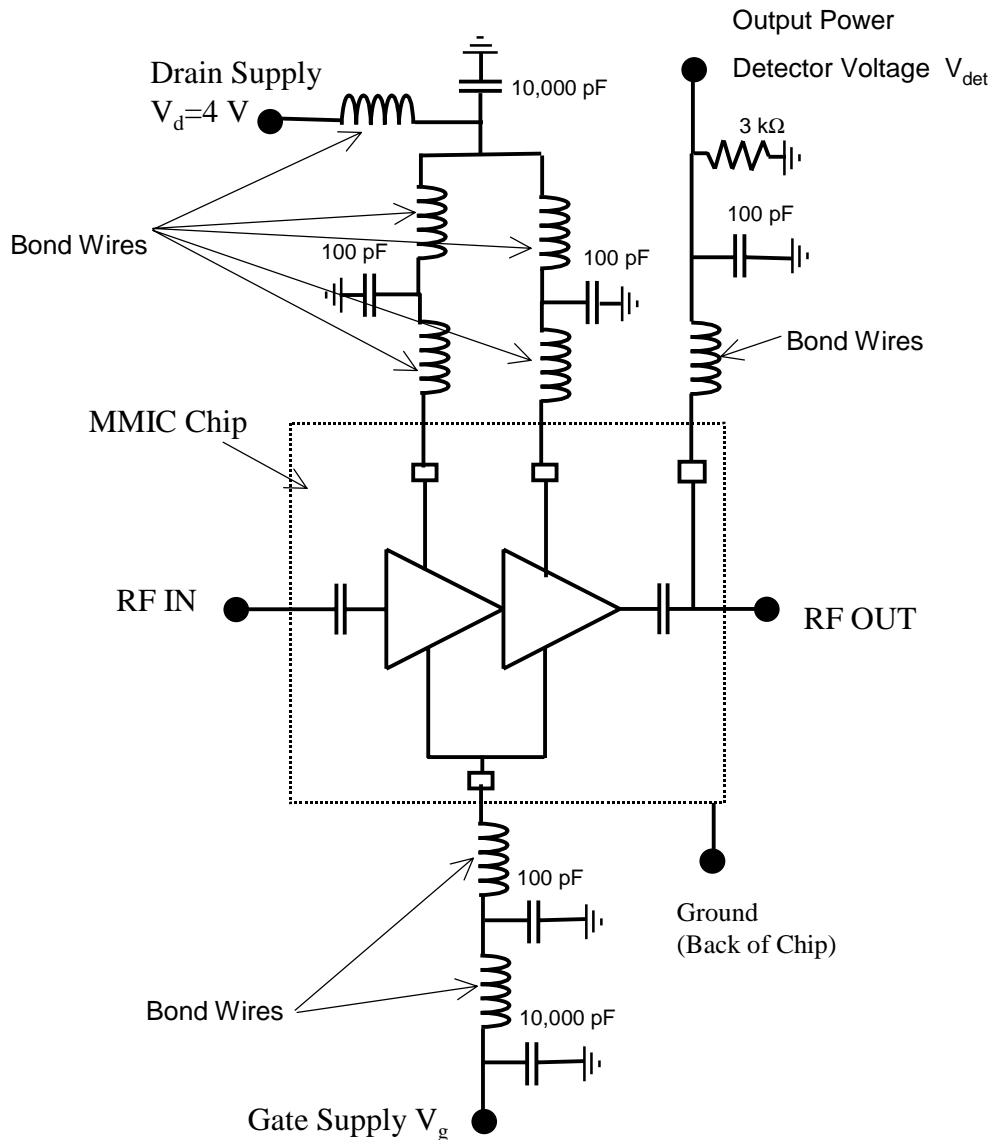 Output Power
Detector Voltage V_det
Drain Supply
V_d=4 V
10,000 pF
3 kΩ
100 pF
100 pF
100 pF
Bond Wires
Bond Wires
MMIC Chip
RF IN
RF OUT
100 pF
Ground
(Back of Chip)
Bond Wires
10,000 pF
Gate Supply V_g